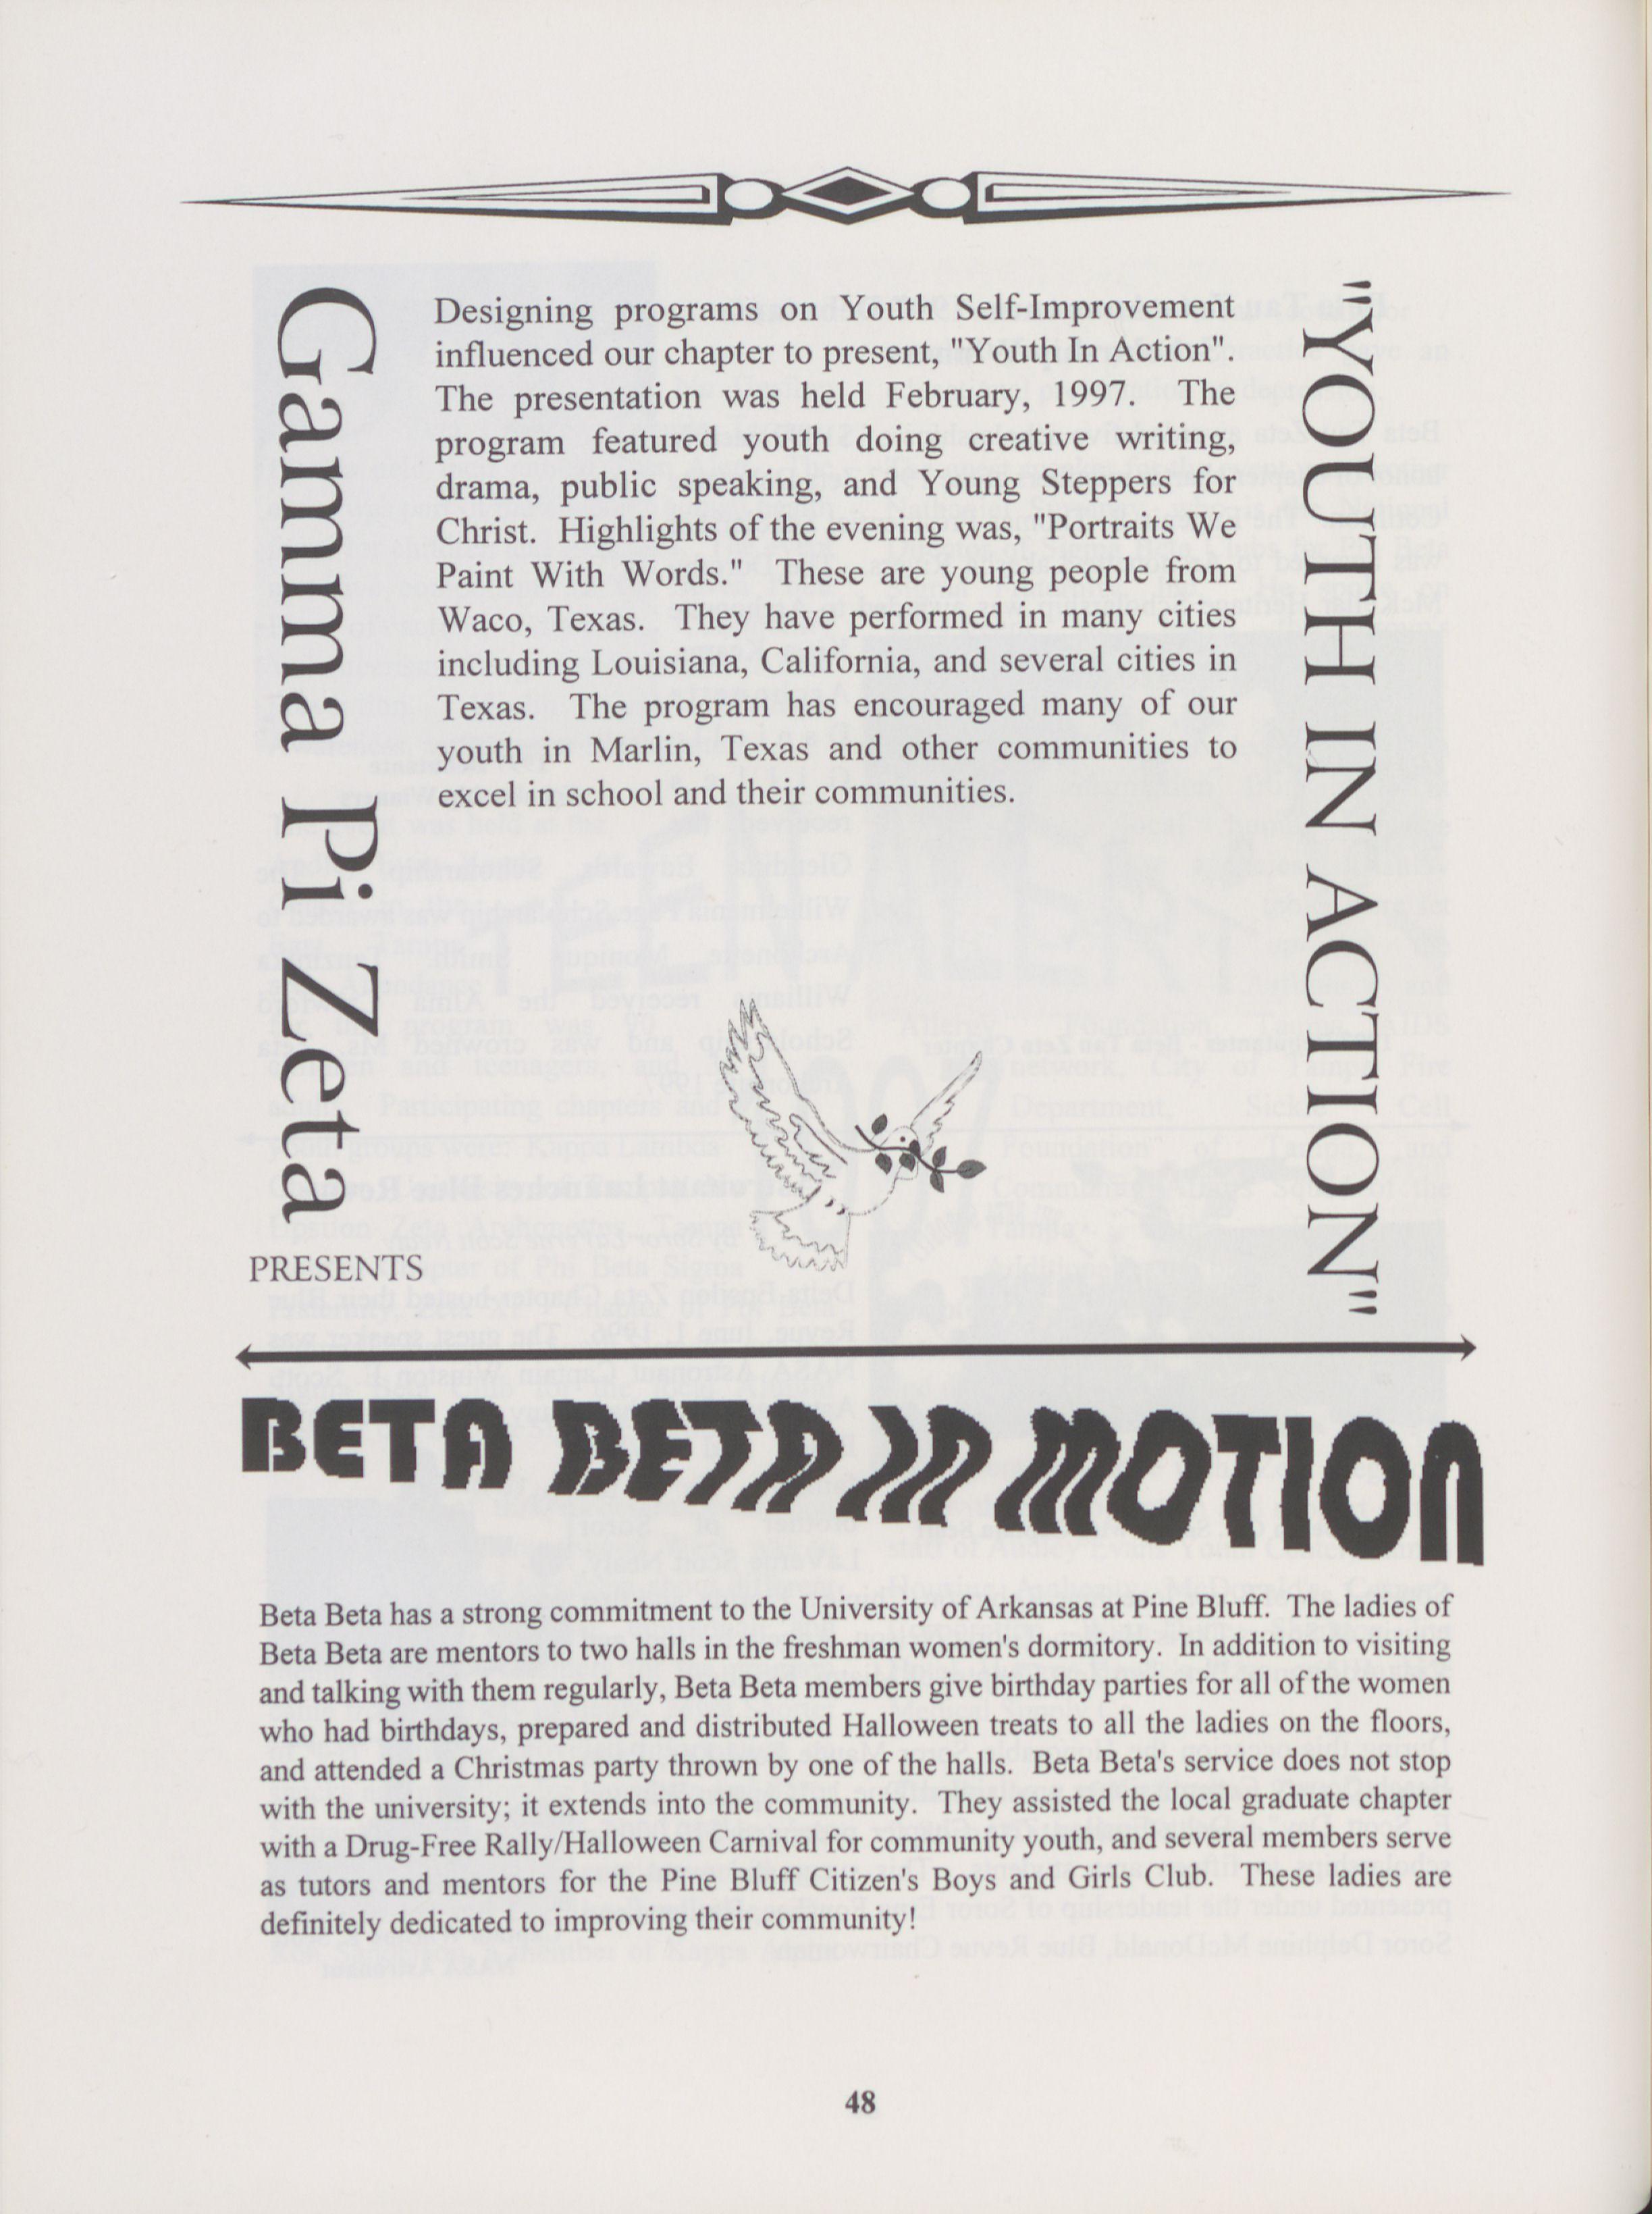 Gamma Pi Zeta
PRESENTS
"YOUTH IN ACTION"
Designing programs on Youth Self-Improvement
influenced our chapter to present, "Youth In Action".
The presentation was held February, 1997. The
program featured youth doing creative writing,
drama, public speaking, and Young Steppers for
Christ. Highlights of the evening was, "Portraits We
Paint With Words." These are young people from
Waco, Texas. They have performed in many cities
including Louisiana, California, and several cities in
Texas. The program has encouraged many of our
youth in Marlin, Texas and other communities to
excel in school and their communities.
BETA BETA IN MOTION
Beta Beta has a strong commitment to the University of Arkansas at Pine Bluff. The ladies of
Beta Beta are mentors to two halls in the freshman women's dormitory. In addition to visiting
and talking with them regularly, Beta Beta members give birthday parties for all of the women
who had birthdays, prepared and distributed Halloween treats to all the ladies on the floors,
and attended a Christmas party thrown by one of the halls. Beta Beta's service does not stop
with the university; it extends into the community. They assisted the local graduate chapter
with a Drug-Free Rally/Halloween Carnival for community youth, and several members serve
as tutors and mentors for the Pine Bluff Citizen's Boys and Girls Club. These ladies are
definitely dedicated to improving their community!
48